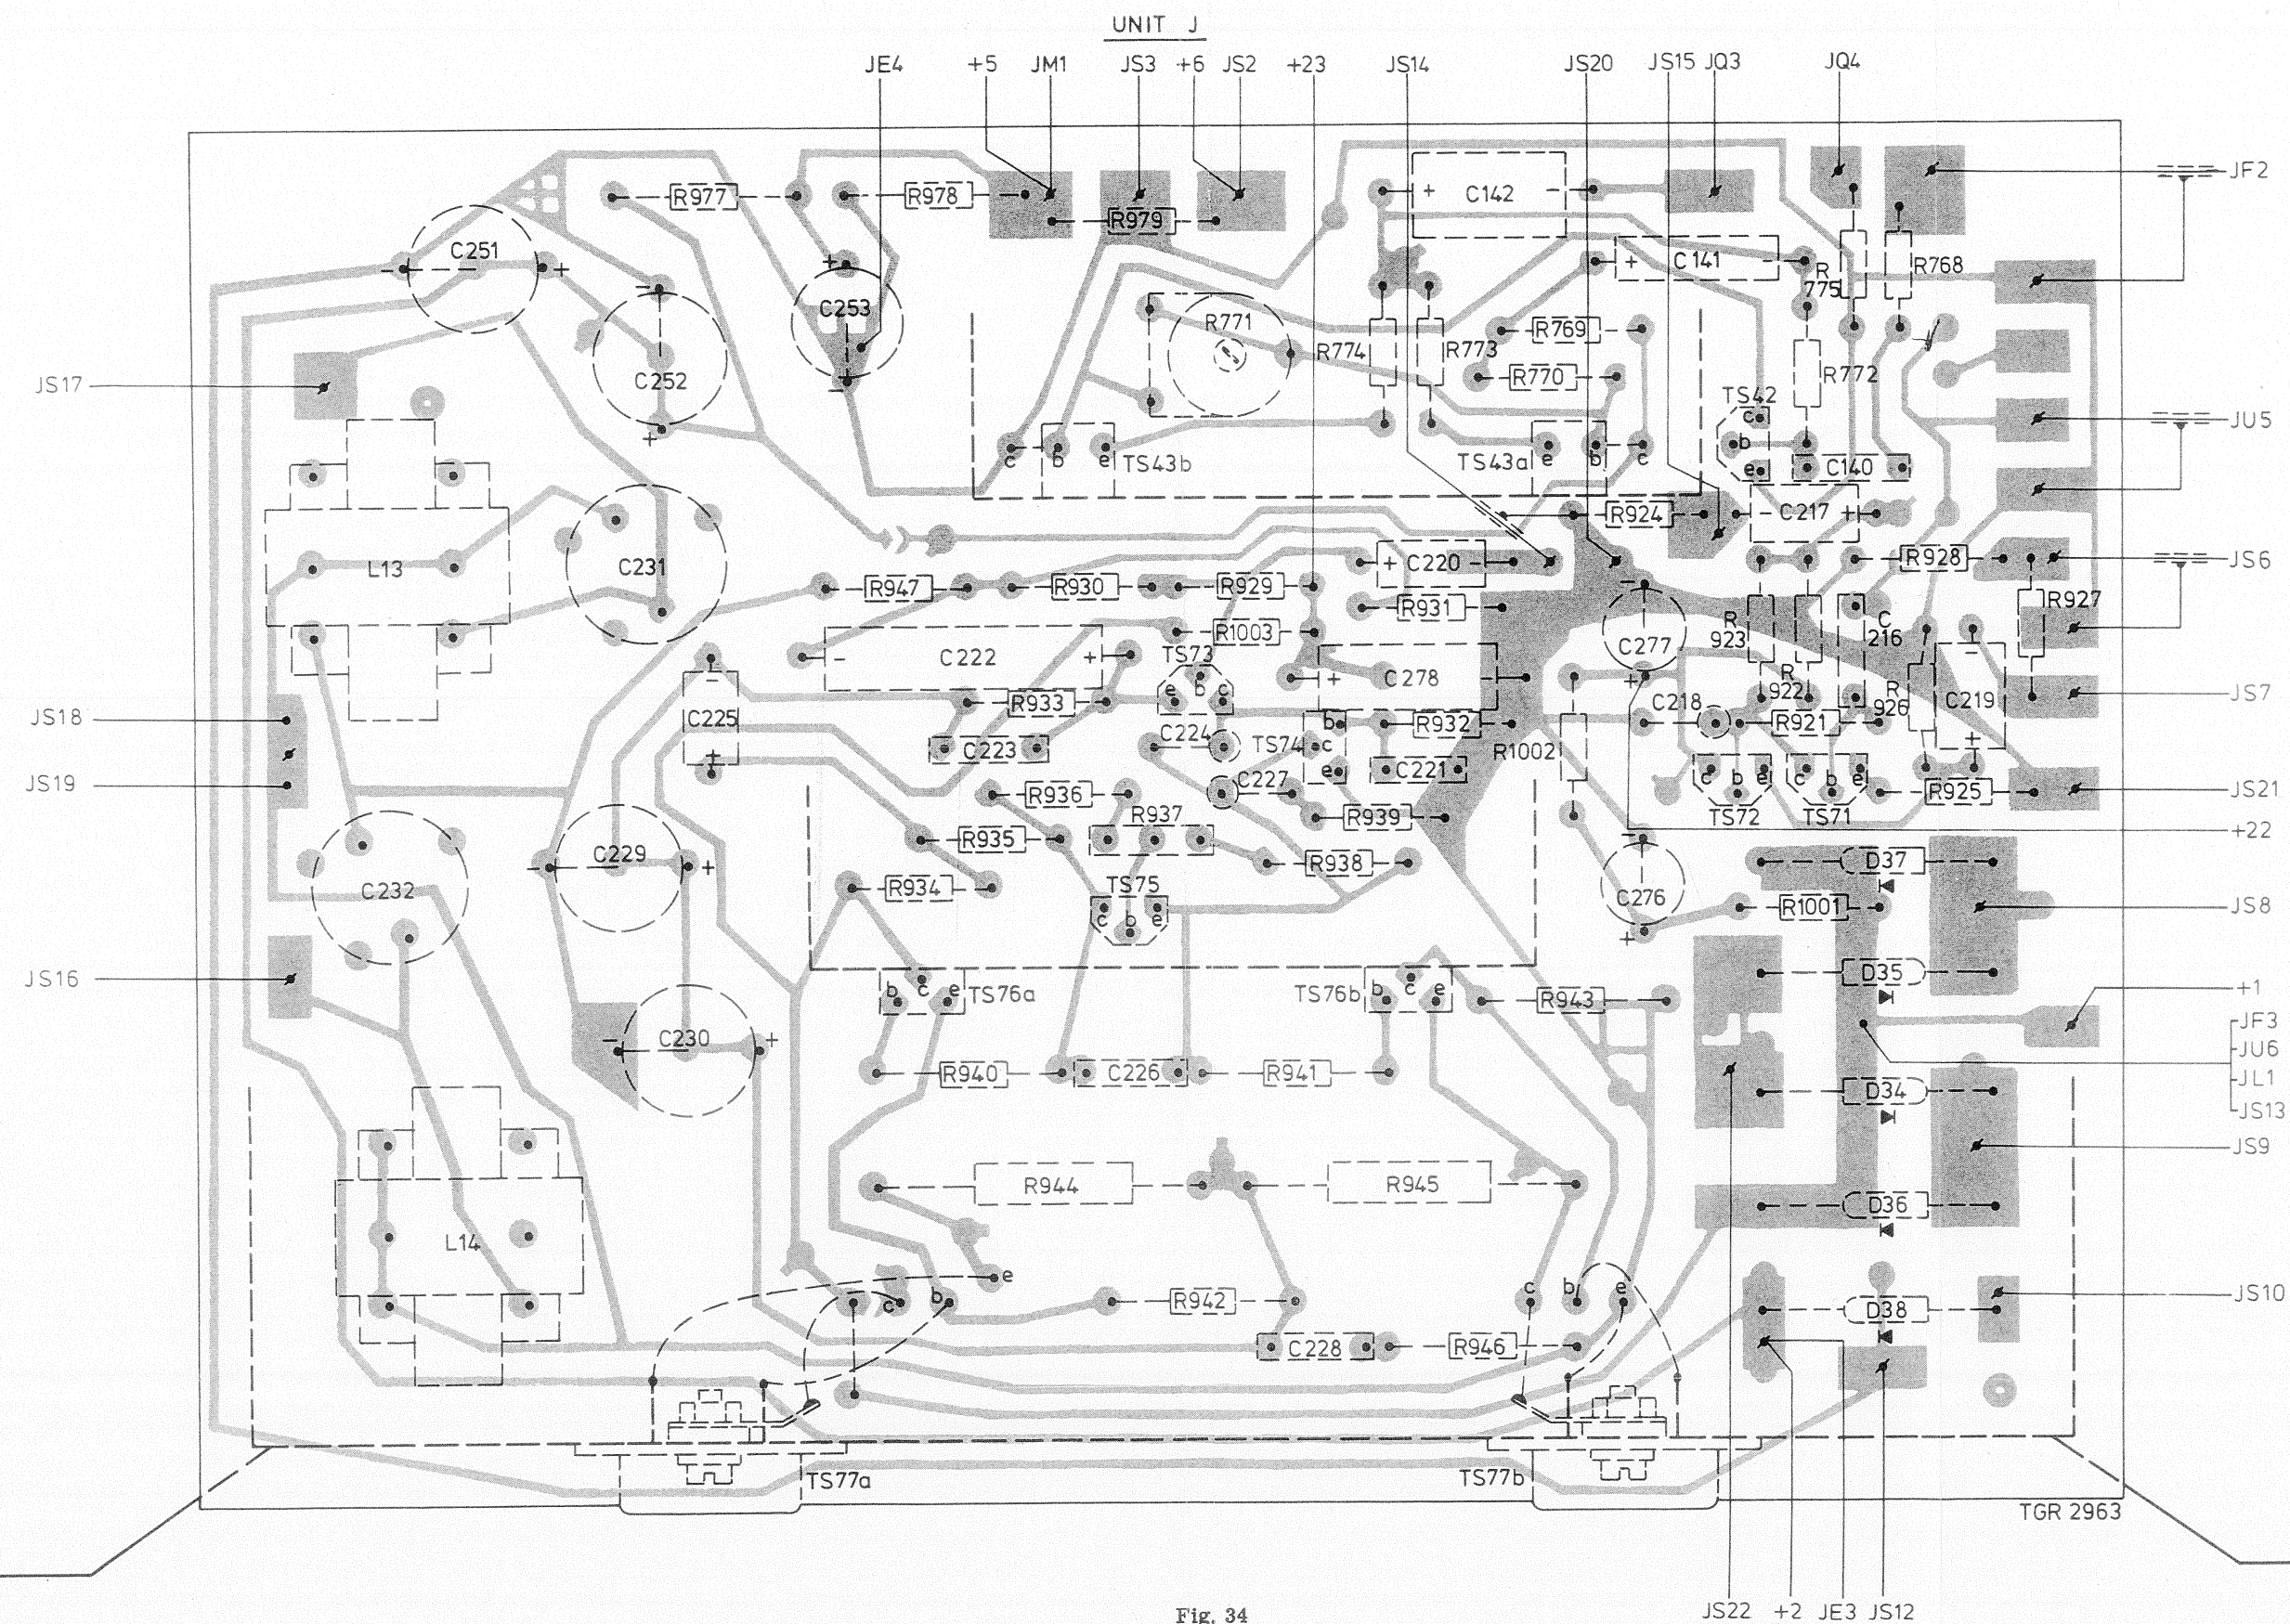 UNIT J
JE4 +5 JM1 JS3 +6 JS2 +23 JS14 JS20 JS15 JQ3 JQ4
JF2
R977 R978 R979 C142
C251 - + C141 R775 R768
C253 R771 R769 R774 R773
JS17 C252 R770 R772 TS42
JU5
c b e TS43b TS43a e b c C140
R924 - C217 +
L13 C231 + C220 - R928 JS6
R947 R930 R929 R931 R927
R1003 C277 R923 C216
- C222 + TS73 + C278 - R922 R926
JS18 C225 R933 e b c R932 C218 R921 C219 JS7
C223 C224 TS74 b c e R1002
C221
JS19 R936 C227 c b e c b e R925 JS21
R937 R939 TS72 TS71
+22
R935 R938
C232 - C229 + D37
R934 TS75 C276 R1001 JS8
c b e
JS16 b c e TS76a TS76b b c e R943 D35
+1
JF3
- C230 + JU6
R940 C226 R941 D34 JL1
JS13
JS9
R944 R945 D36
L14 e
c b R942 c b e D38 JS10
C228 R946
TS77a TS77b
TGR 2963
JS22 +2 JE3 JS12
Fig. 34